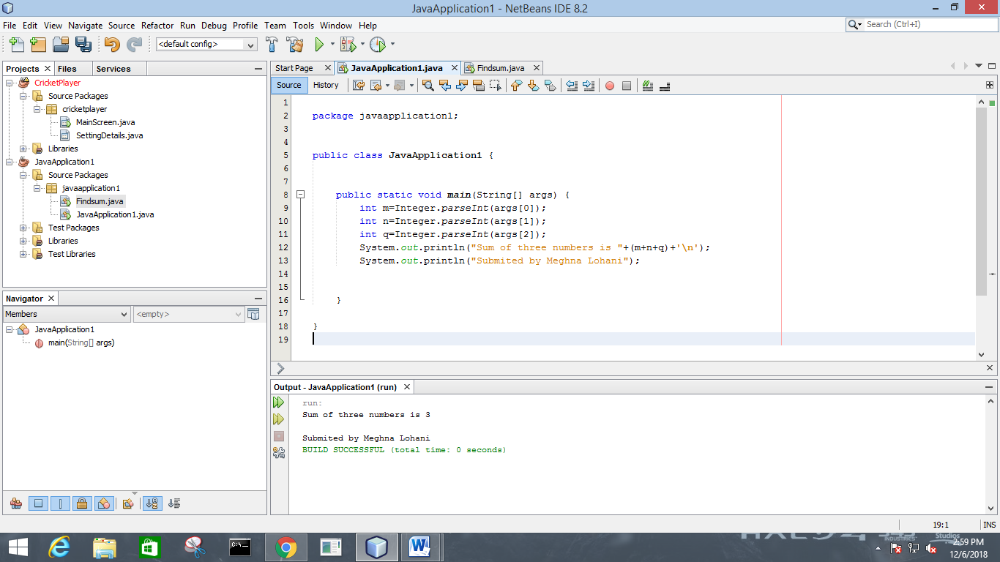 JavaApplication1 - NetBeans IDE 8.2
File Edit View Navigate Source Refactor Run Debug Profile Team Tools Window Help
Search (Ctrl+I)
<default config>
Projects Files Services
CricketPlayer
Source Packages
cricketplayer
MainScreen.java
SettingDetails.java
Libraries
JavaApplication1
Source Packages
javaapplication1
Findsum.java
JavaApplication1.java
Test Packages
Libraries
Test Libraries
Navigator
Members <empty>
JavaApplication1
main(String[] args)
Start Page JavaApplication1.java Findsum.java
Source History
1
2 package javaapplication1;
3
4
5 public class JavaApplication1 {
6
7
8 public static void main(String[] args) {
9 int m=Integer.parseInt(args[0]);
10 int n=Integer.parseInt(args[1]);
11 int q=Integer.parseInt(args[2]);
12 System.out.println("Sum of three numbers is "+(m+n+q)+'\n');
13 System.out.println("Submited by Meghna Lohani");
14
15
16 }
17
18 }
19
Output - JavaApplication1 (run)
run:
Sum of three numbers is 3
Submited by Meghna Lohani
BUILD SUCCESSFUL (total time: 0 seconds)
19:1 INS
INDUSTRIES Studios
2:59 PM
12/6/2018